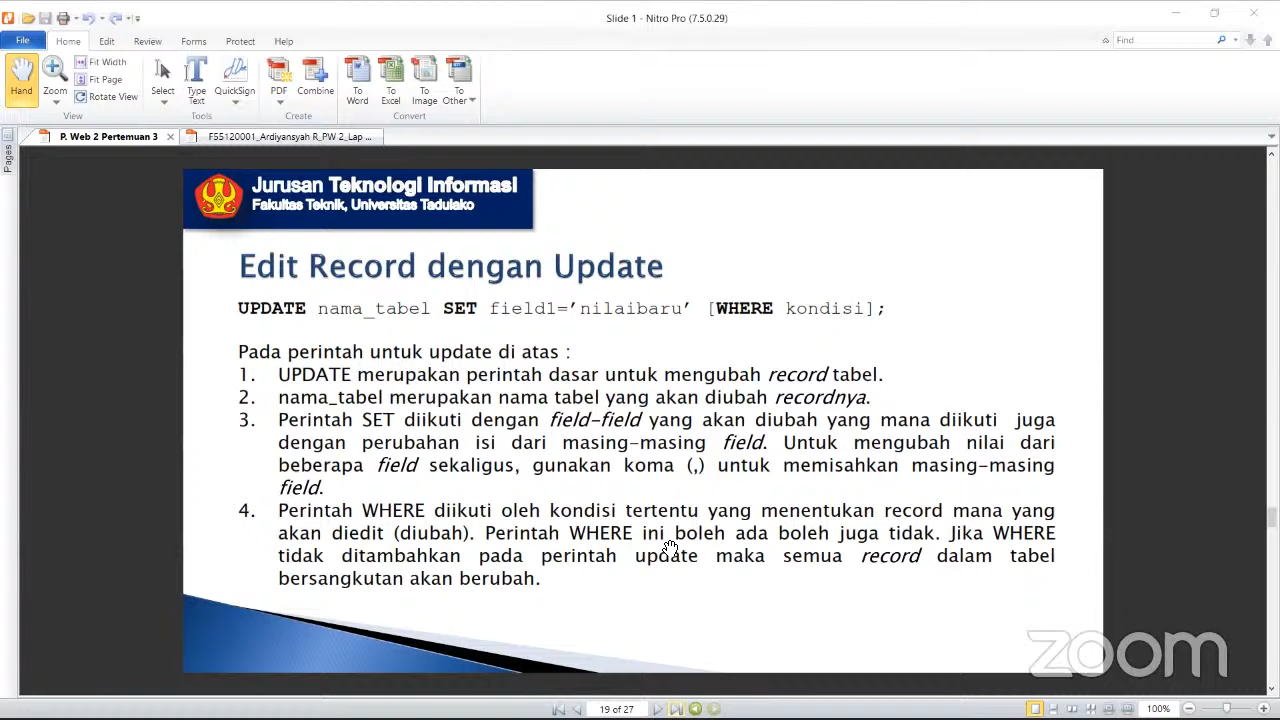 Slide 1 - Nitro Pro (7.5.0.29)
File Home Edit Review Forms Protect Help Find
Hand Zoom Fit Width Fit Page Rotate View Select Type Text QuickSign PDF Combine To Word To Excel To Image To Other
View Tools Create Convert
P. Web 2 Pertemuan 3 F55120001_Ardiyansyah R_PW 2_Lap ...
Pages
Jurusan Teknologi Informasi
Fakultas Teknik, Universitas Tadulako
Edit Record dengan Update
UPDATE nama_tabel SET field1=’nilaibaru’ [WHERE kondisi];
Pada perintah untuk update di atas :
1. UPDATE merupakan perintah dasar untuk mengubah record tabel.
2. nama_tabel merupakan nama tabel yang akan diubah recordnya.
3. Perintah SET diikuti dengan field-field yang akan diubah yang mana diikuti juga
dengan perubahan isi dari masing-masing field. Untuk mengubah nilai dari
beberapa field sekaligus, gunakan koma (,) untuk memisahkan masing-masing
field.
4. Perintah WHERE diikuti oleh kondisi tertentu yang menentukan record mana yang
akan diedit (diubah). Perintah WHERE ini boleh ada boleh juga tidak. Jika WHERE
tidak ditambahkan pada perintah update maka semua record dalam tabel
bersangkutan akan berubah.
zoom
19 of 27 100%